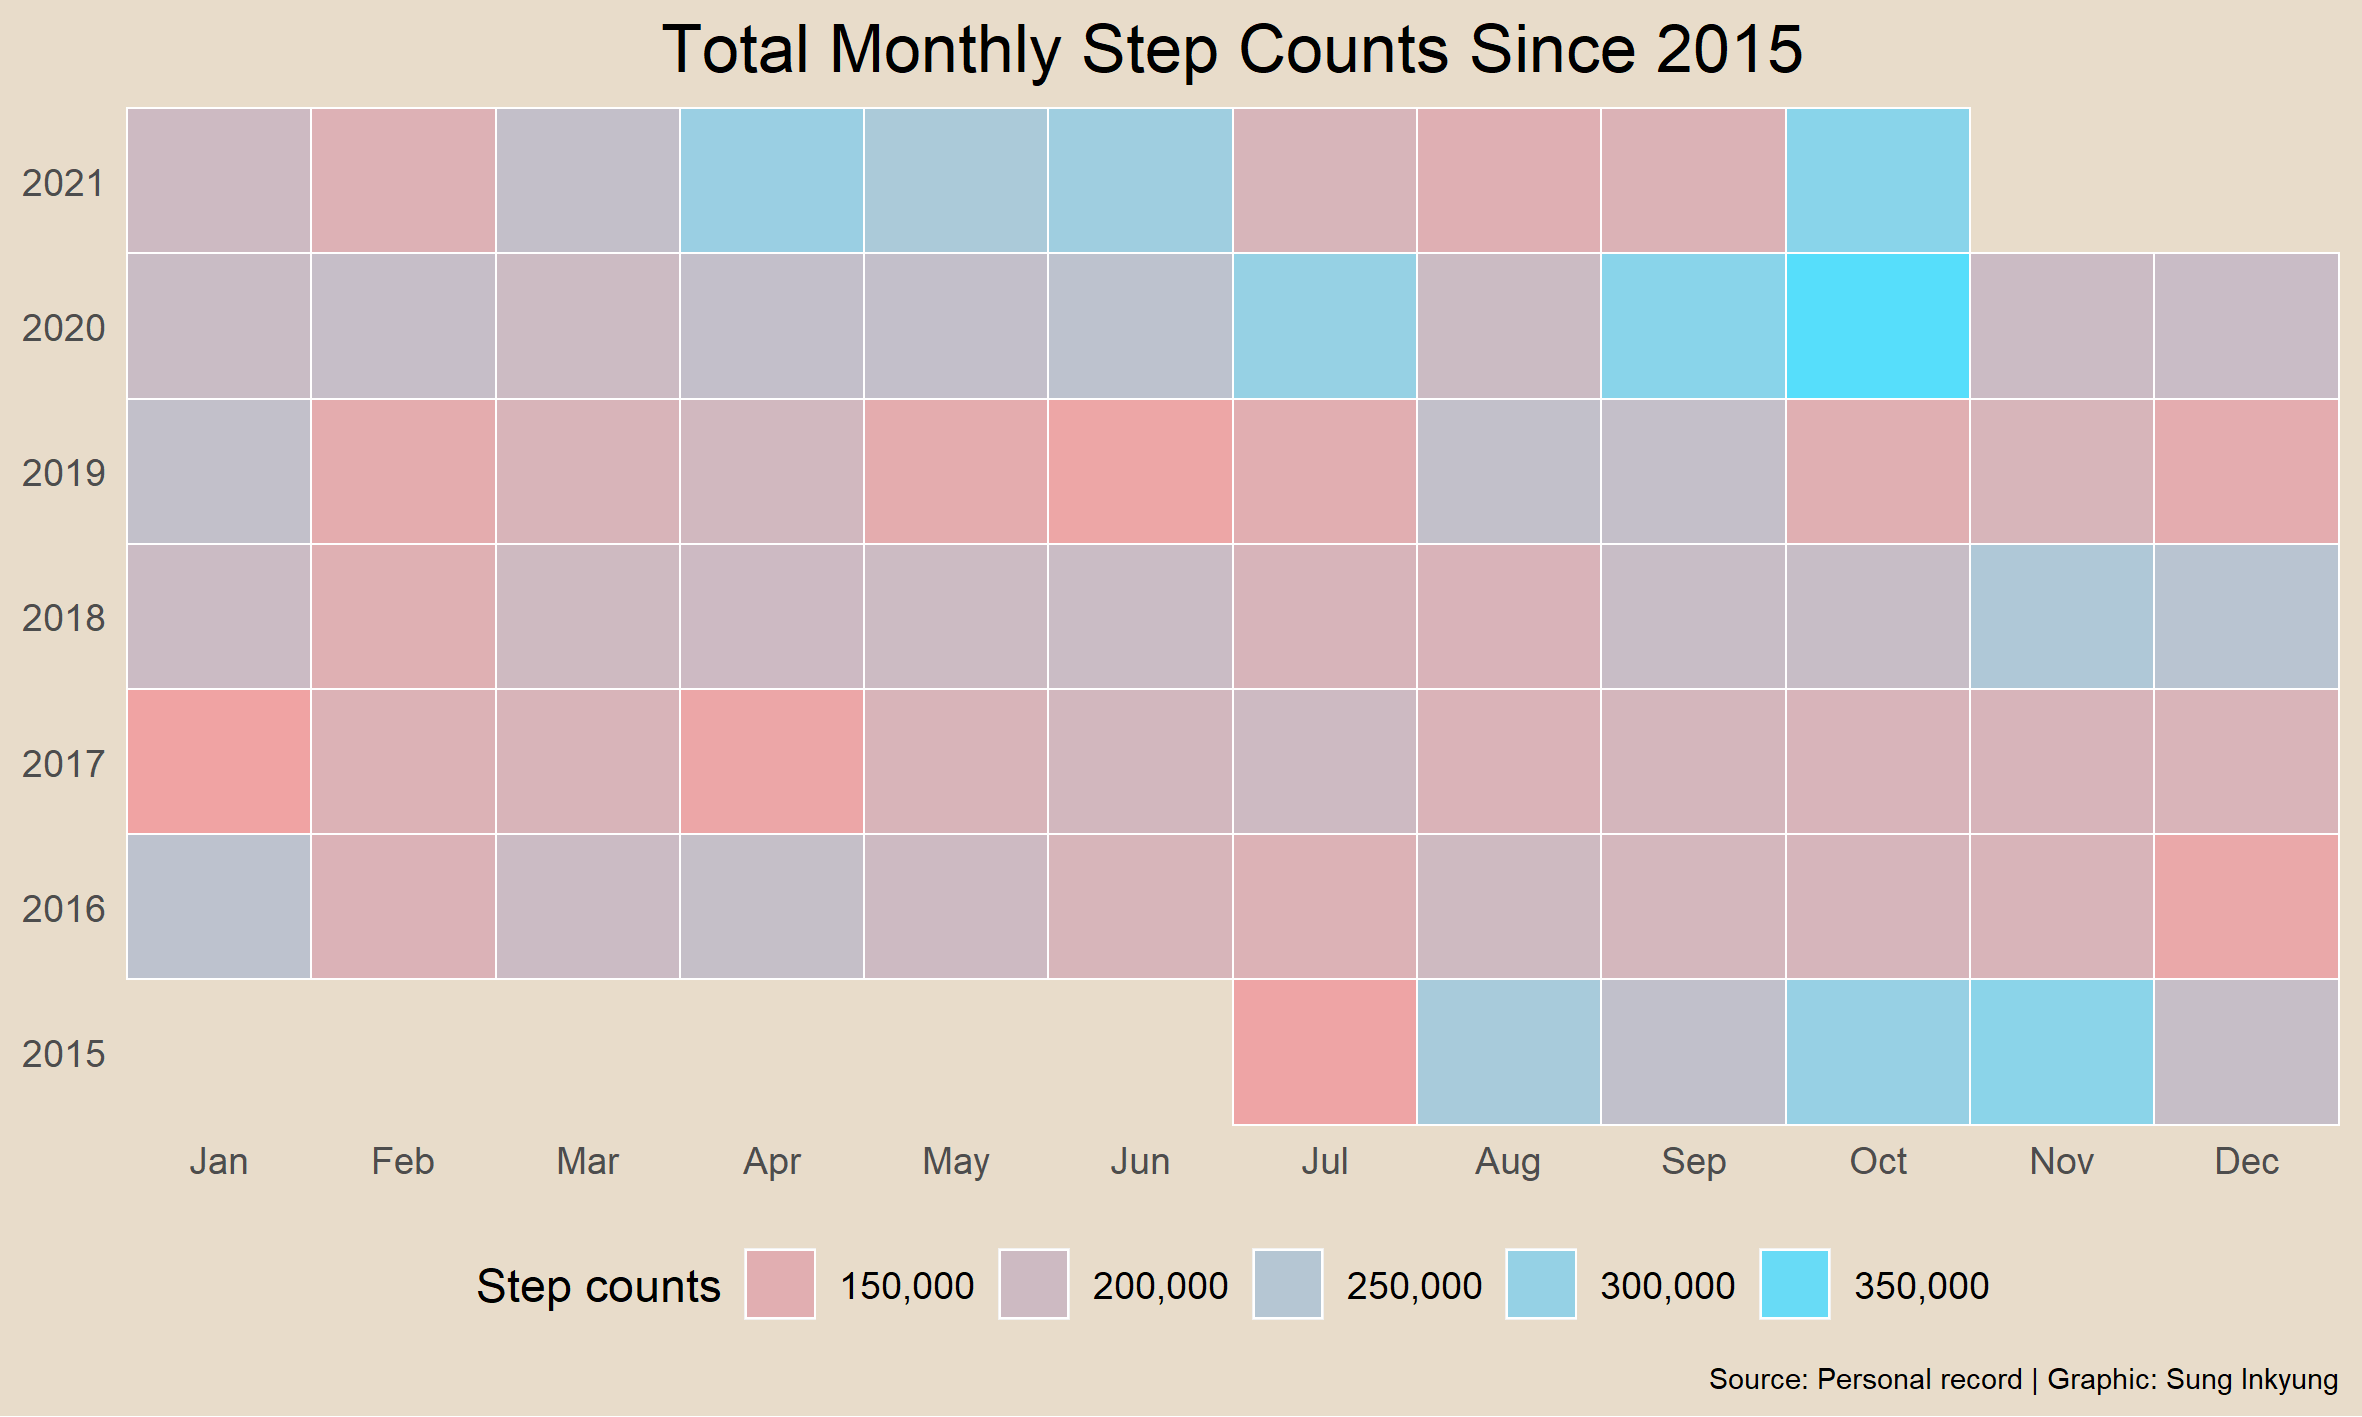 Total Monthly Step Counts Since 2015
2021
2020
2019
2018
2017
2016
2015
Jan Feb Mar Apr May Jun Jul Aug Sep Oct Nov Dec
Step counts 150,000 200,000 250,000 300,000 350,000
Source: Personal record | Graphic: Sung Inkyung